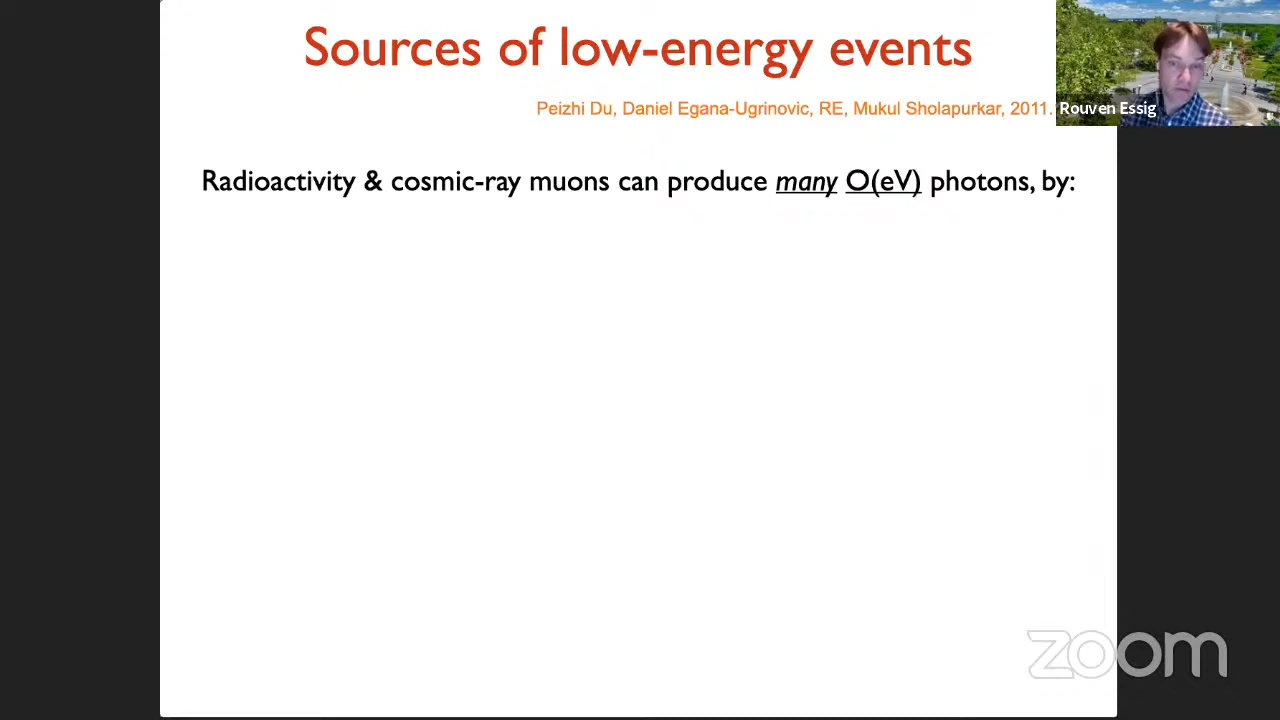 Sources of low-energy events
Peizhi Du, Daniel Egana-Ugrinovic, RE, Mukul Sholapurkar, 2011.
Rouven Essig
Radioactivity & cosmic-ray muons can produce many O(eV) photons, by:
zoom